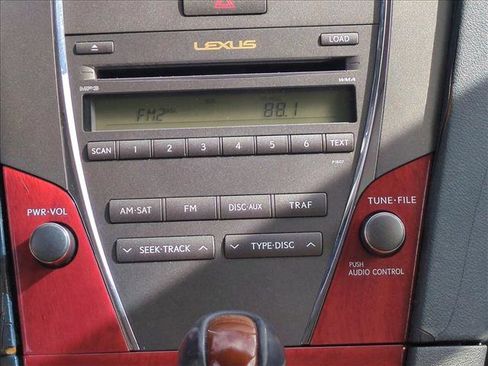 LEXUS
LOAD
MP3 WMA
FM2 88.1
SCAN 1 2 3 4 5 6 TEXT
AM·SAT FM DISC·AUX TRAF
PWR·VOL TUNE·FILE
SEEK·TRACK TYPE·DISC
PUSH
AUDIO CONTROL